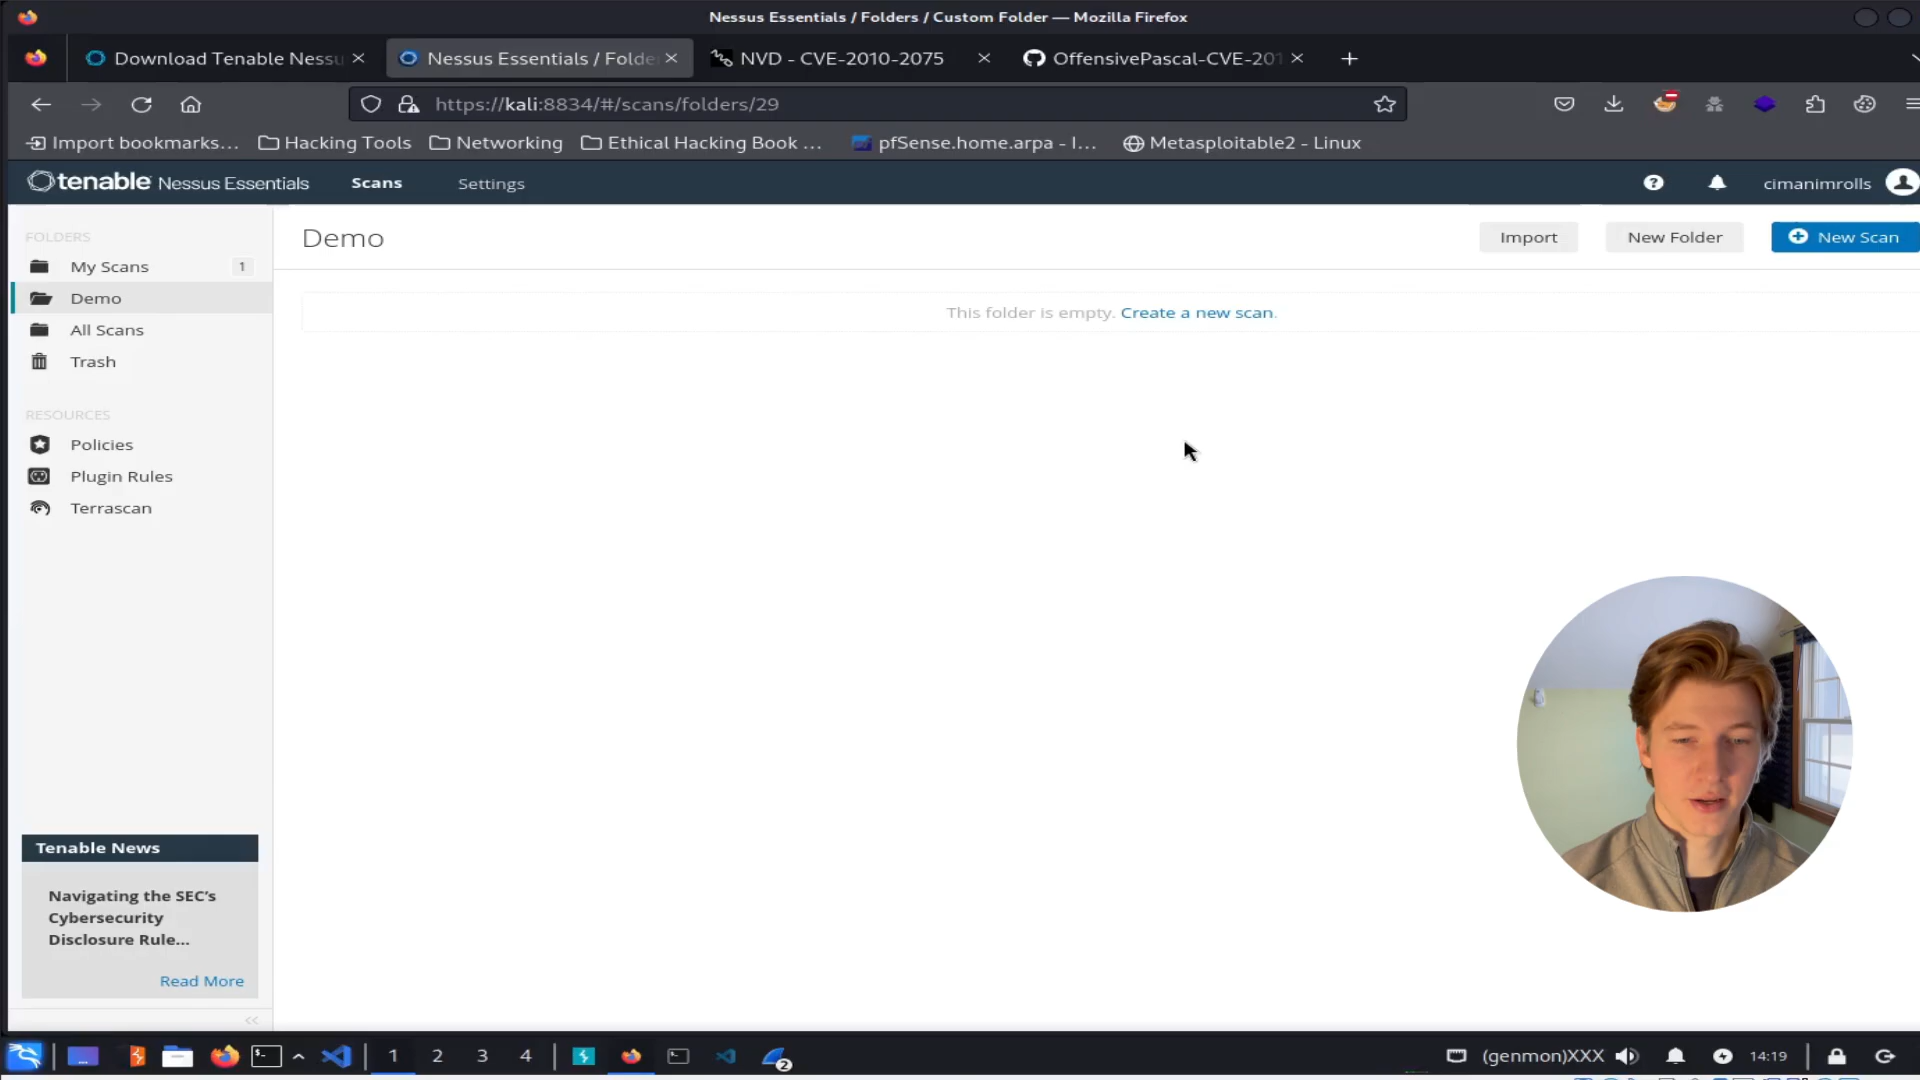 Nessus Essentials / Folders / Custom Folder — Mozilla Firefox
Download Tenable Nessu
Nessus Essentials / Folde
NVD - CVE-2010-2075
OffensivePascal-CVE-201
https://kali:8834/#/scans/folders/29
Import bookmarks...
Hacking Tools
Networking
Ethical Hacking Book ...
pfSense.home.arpa - I...
Metasploitable2 - Linux
tenable Nessus Essentials
Scans
Settings
cimanimrolls
FOLDERS
My Scans 1
Demo
All Scans
Trash
RESOURCES
Policies
Plugin Rules
Terrascan
Demo
Import
New Folder
New Scan
This folder is empty. Create a new scan.
Tenable News
Navigating the SEC’s
Cybersecurity
Disclosure Rule...
Read More
1 2 3 4
2
(genmon)XXX
14:19